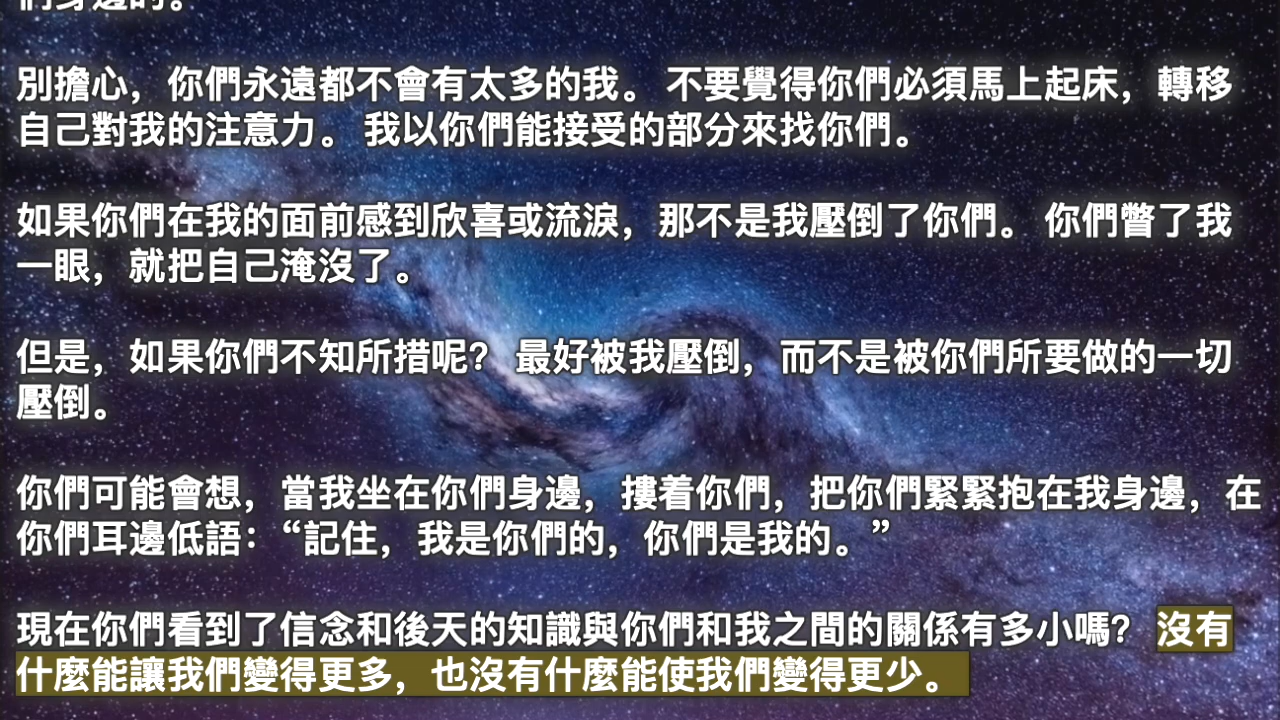 們身邊的。
別擔心，你們永遠都不會有太多的我。 不要覺得你們必須馬上起床，轉移
自己對我的注意力。 我以你們能接受的部分來找你們。
如果你們在我的面前感到欣喜或流淚，那不是我壓倒了你們。 你們瞥了我
一眼，就把自己淹沒了。
但是，如果你們不知所措呢？ 最好被我壓倒，而不是被你們所要做的一切
壓倒。
你們可能會想，當我坐在你們身邊，摟着你們，把你們緊緊抱在我身邊，在
你們耳邊低語：“記住，我是你們的，你們是我的。”
現在你們看到了信念和後天的知識與你們和我之間的關係有多小嗎？ 沒有
什麼能讓我們變得更多，也沒有什麼能使我們變得更少。